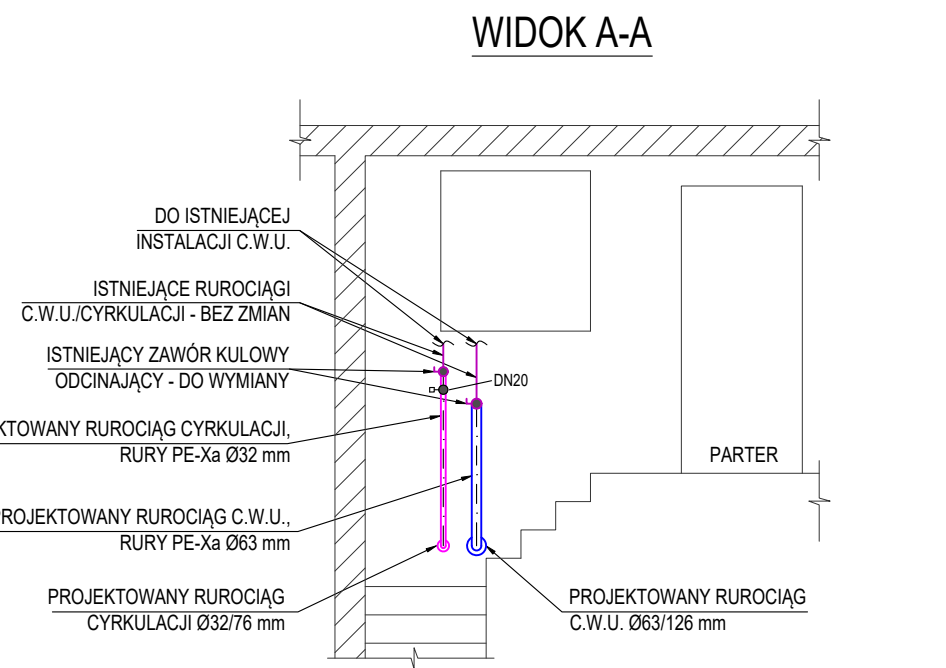 WIDOK A-A
DO ISTNIEJĄCEJ
INSTALACJI C.W.U.
ISTNIEJĄCE RUROCIĄGI
C.W.U./CYRKULACJI - BEZ ZMIAN
ISTNIEJĄCY ZAWÓR KULOWY
ODCINAJĄCY - DO WYMIANY
DN20
KTOWANY RUROCIĄG CYRKULACJI,
RURY PE-Xa Ø32 mm
PARTER
PROJEKTOWANY RUROCIĄG C.W.U.,
RURY PE-Xa Ø63 mm
PROJEKTOWANY RUROCIĄG
CYRKULACJI Ø32/76 mm
PROJEKTOWANY RUROCIĄG
C.W.U. Ø63/126 mm